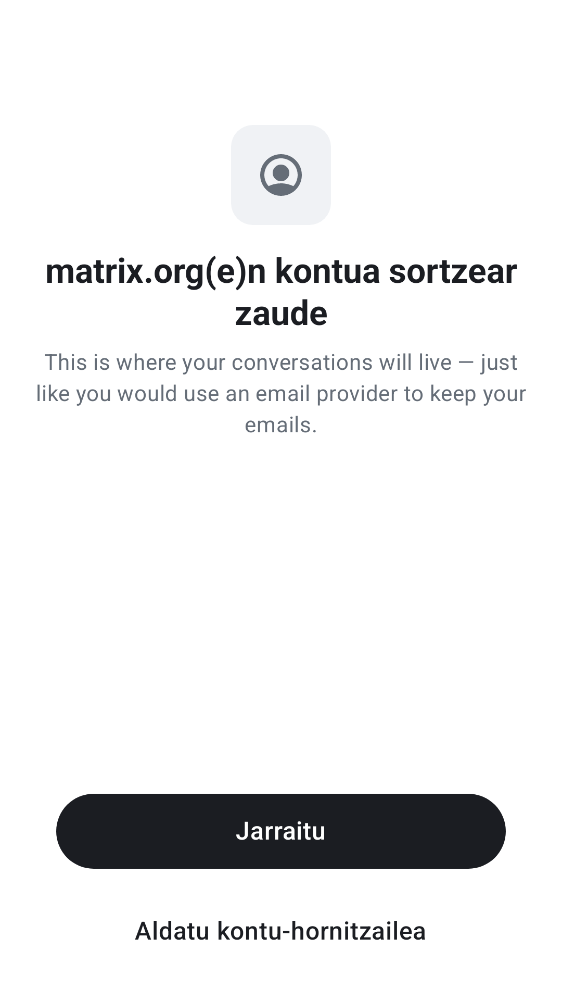 matrix.org(e)n kontua sortzear
zaude
This is where your conversations will live — just
like you would use an email provider to keep your
emails.
Jarraitu
Aldatu kontu-hornitzailea